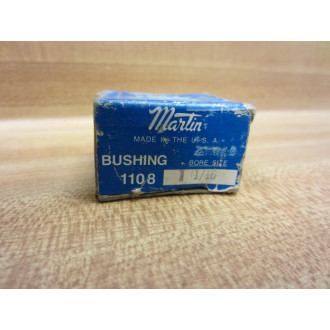 Martin
MADE IN THE U.S.A.
BUSHING BORE SIZE
1108 1 1/16